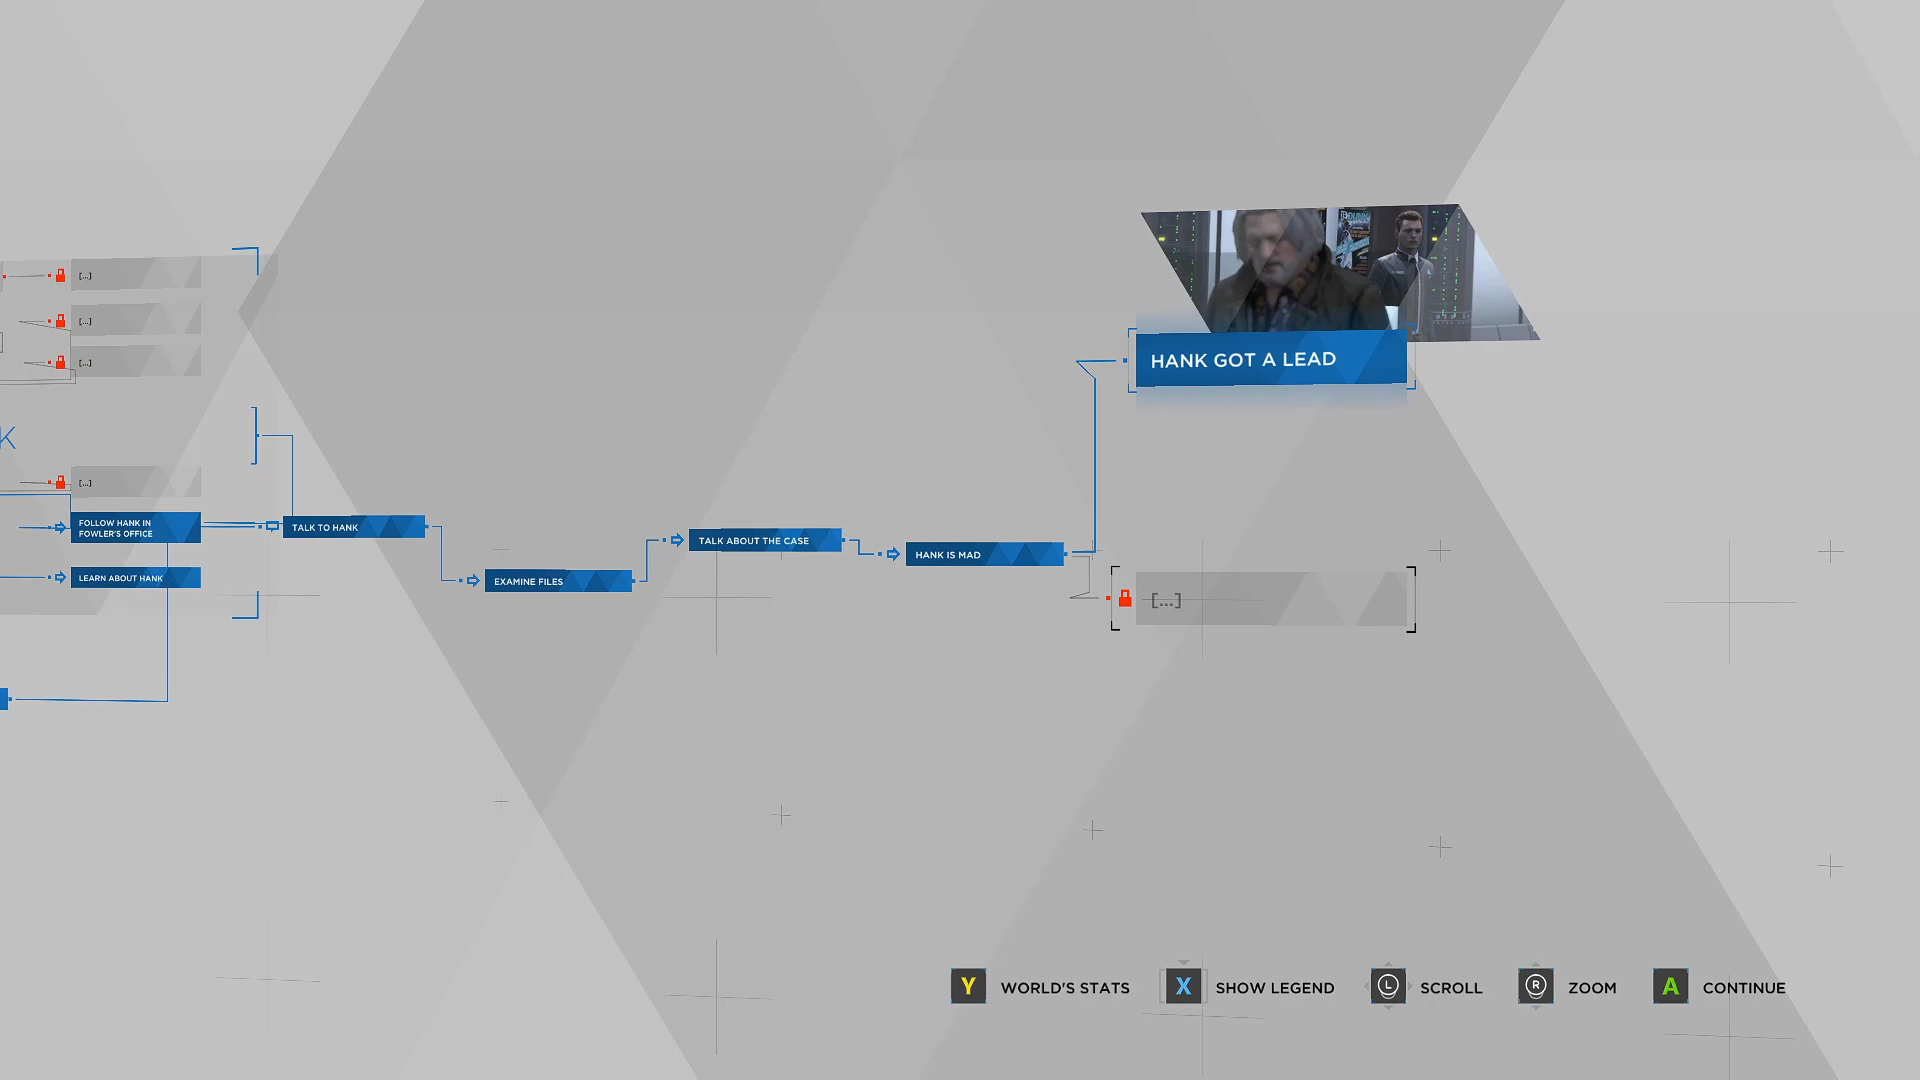 [...]
[...]
[...]
K
[...]
FOLLOW HANK IN
FOWLER'S OFFICE
LEARN ABOUT HANK
TALK TO HANK
EXAMINE FILES
TALK ABOUT THE CASE
HANK IS MAD
HANK GOT A LEAD
[...]
Y WORLD'S STATS X SHOW LEGEND L SCROLL R ZOOM A CONTINUE